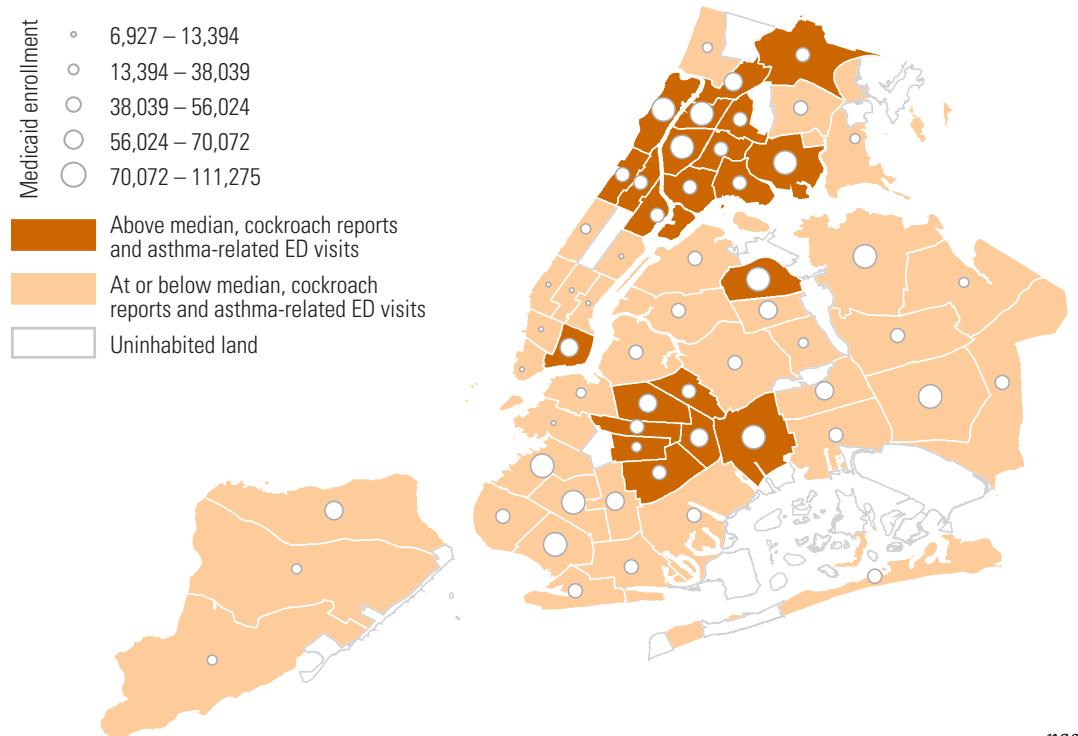 Medicaid enrollment
6,927 – 13,394
13,394 – 38,039
38,039 – 56,024
56,024 – 70,072
70,072 – 111,275
Above median, cockroach reports
and asthma-related ED visits
At or below median, cockroach
reports and asthma-related ED visits
Uninhabited land